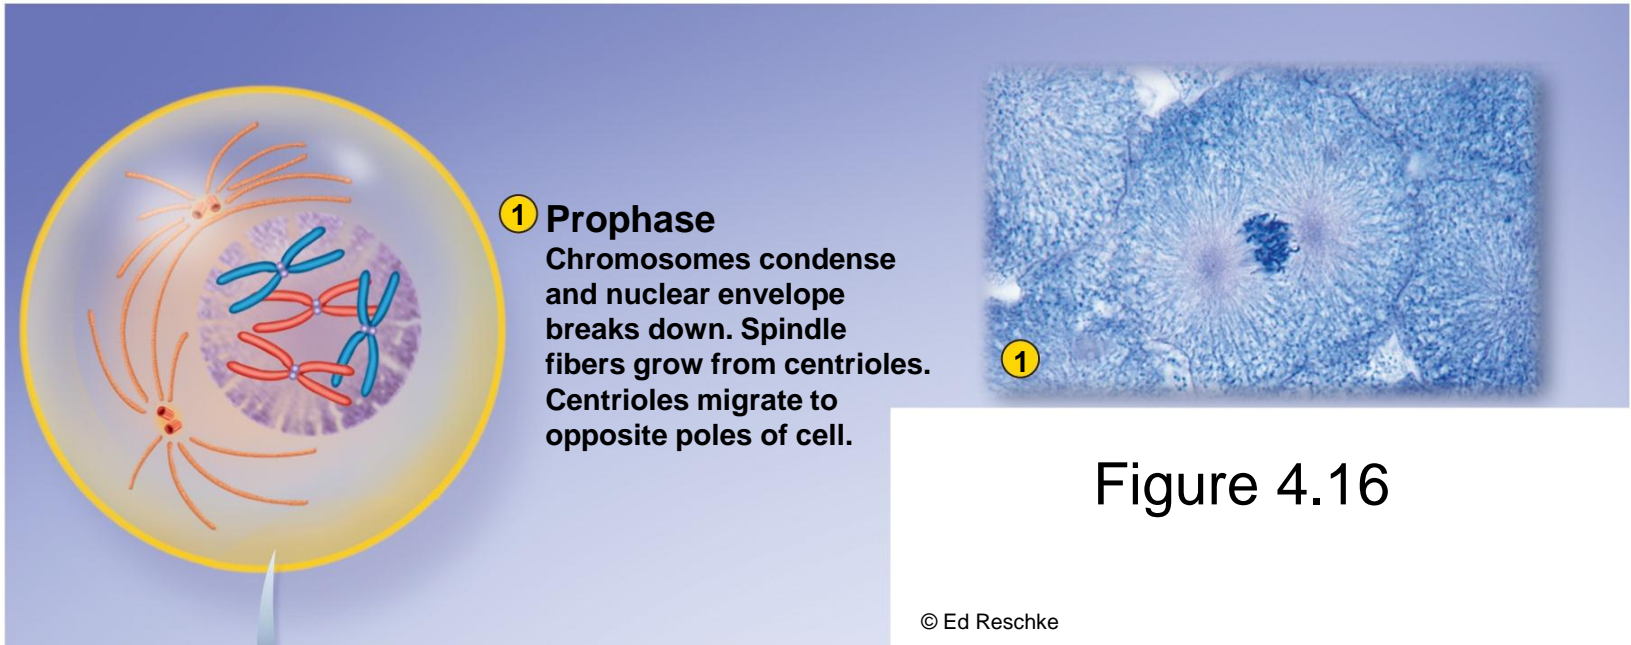 1 Prophase
Chromosomes condense
and nuclear envelope
breaks down. Spindle
fibers grow from centrioles.
Centrioles migrate to
opposite poles of cell.
1
Figure 4.16
© Ed Reschke